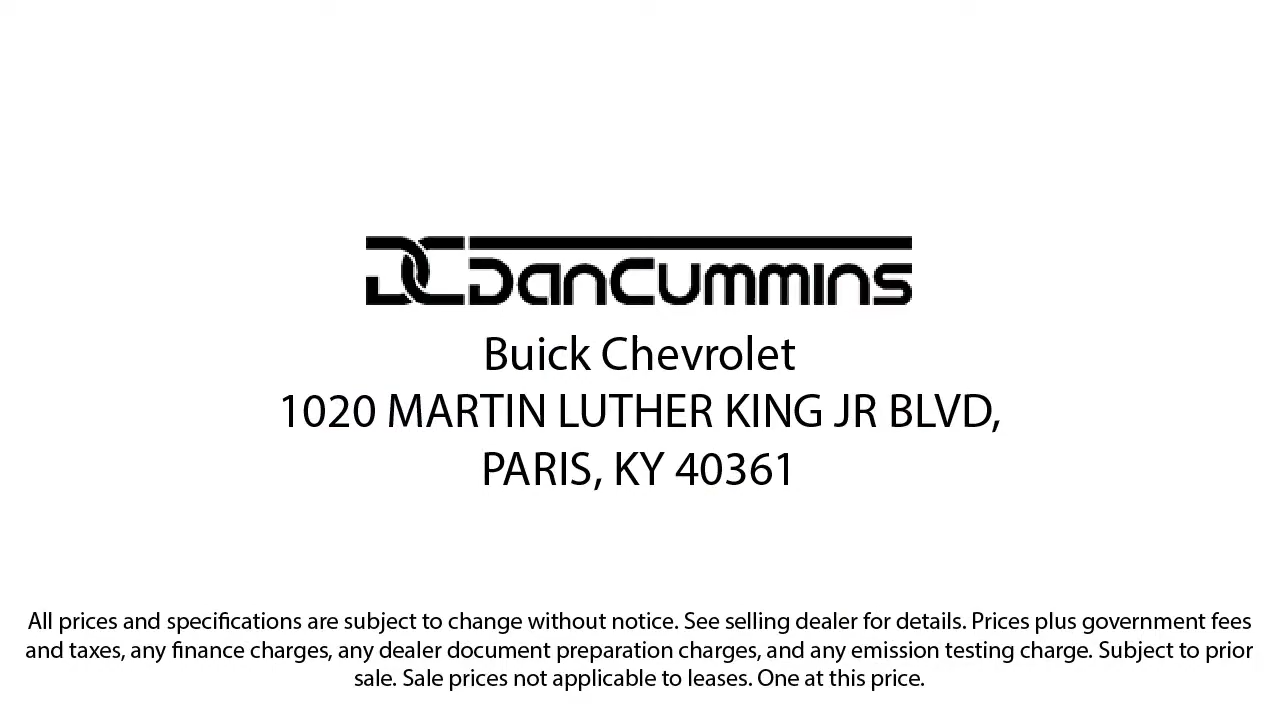 DC DanCummins
Buick Chevrolet
1020 MARTIN LUTHER KING JR BLVD,
PARIS, KY 40361
All prices and specifications are subject to change without notice. See selling dealer for details. Prices plus government fees
and taxes, any finance charges, any dealer document preparation charges, and any emission testing charge. Subject to prior
sale. Sale prices not applicable to leases. One at this price.